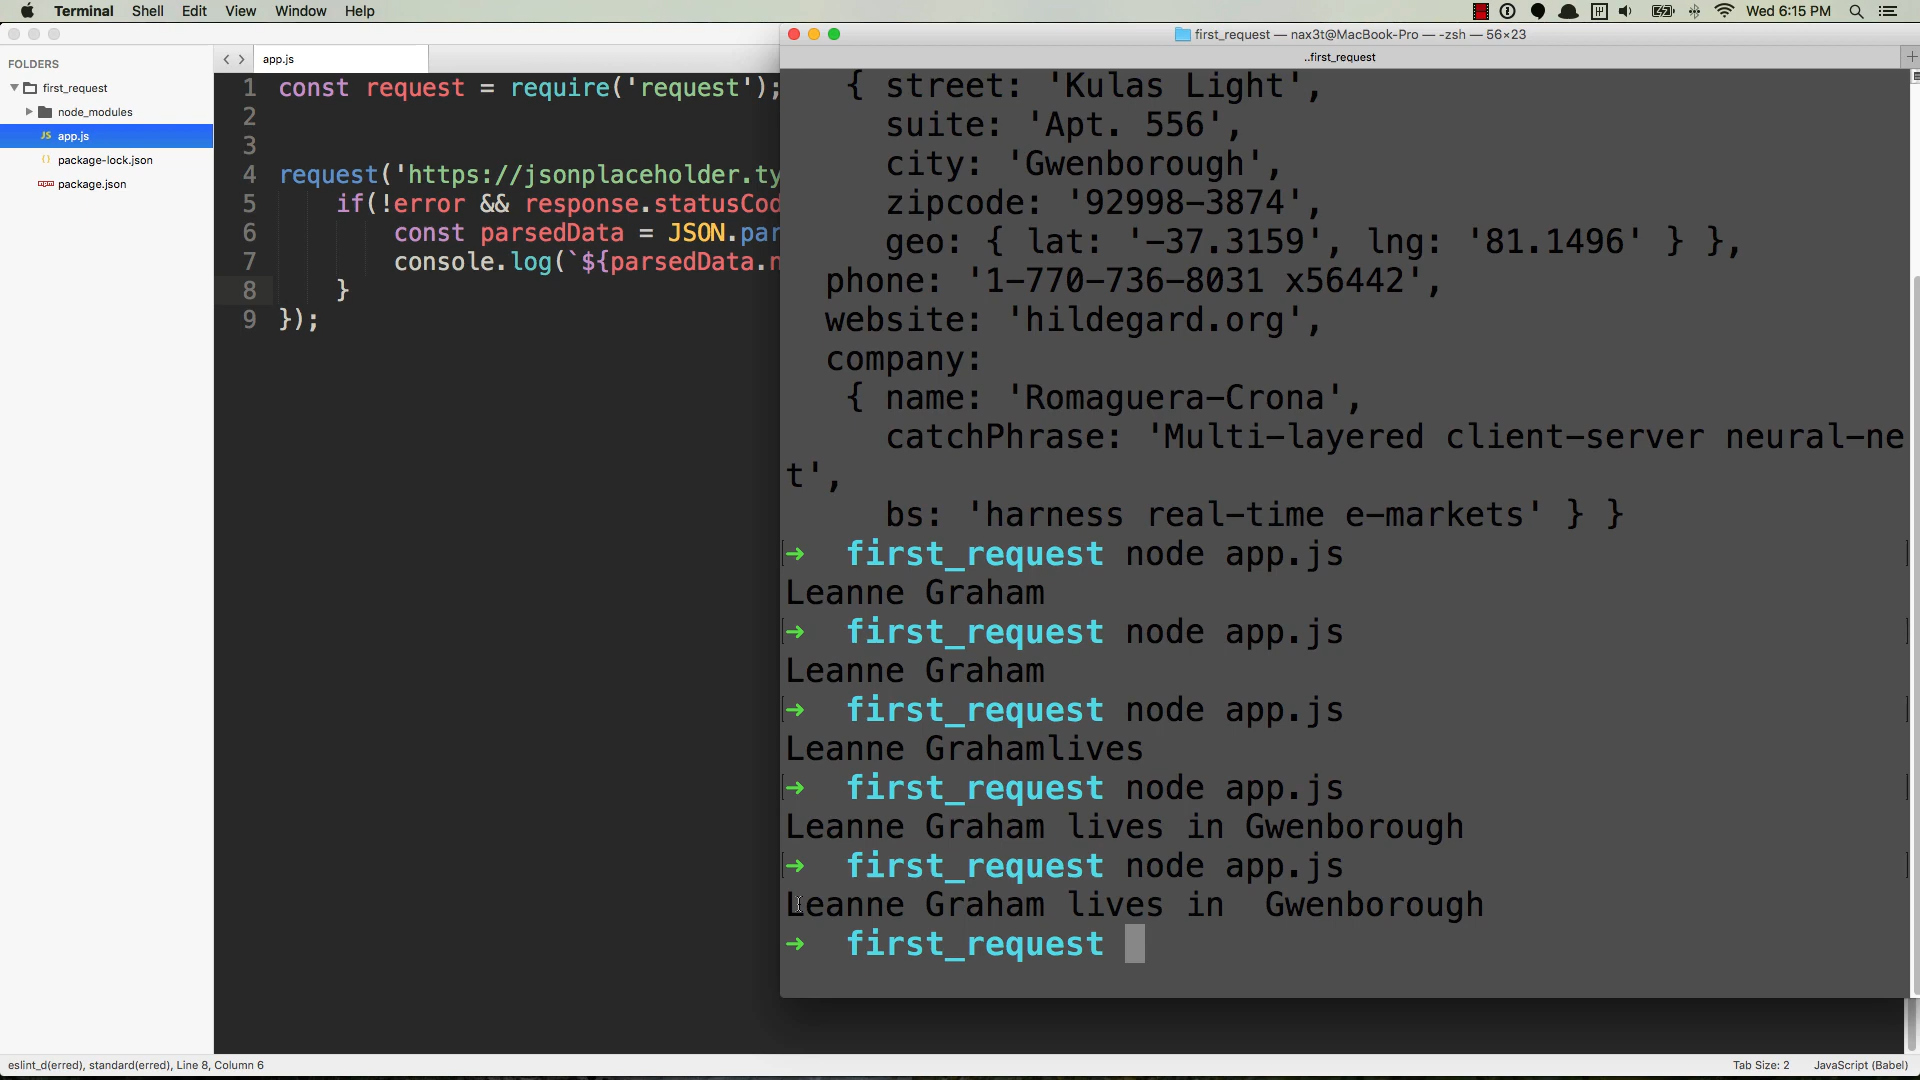 Terminal Shell Edit View Window Help Wed 6:15 PM
first_request — nax3t@MacBook-Pro — -zsh — 56×23
..first_request
FOLDERS
first_request
node_modules
JS app.js
package-lock.json
package.json
app.js
1 const request = require('request');
2
3
4 request('https://jsonplaceholder.ty
5 if(!error && response.statusCod
6 const parsedData = JSON.par
7 console.log(`${parsedData.n
8 }
9 });
{ street: 'Kulas Light',
suite: 'Apt. 556',
city: 'Gwenborough',
zipcode: '92998-3874',
geo: { lat: '-37.3159', lng: '81.1496' } },
phone: '1-770-736-8031 x56442',
website: 'hildegard.org',
company:
{ name: 'Romaguera-Crona',
catchPhrase: 'Multi-layered client-server neural-ne
t',
bs: 'harness real-time e-markets' } }
➜ first_request node app.js
Leanne Graham
➜ first_request node app.js
Leanne Graham
➜ first_request node app.js
Leanne Grahamlives
➜ first_request node app.js
Leanne Graham lives in Gwenborough
➜ first_request node app.js
Leanne Graham lives in  Gwenborough
➜ first_request
eslint_d(erred), standard(erred), Line 8, Column 6
Tab Size: 2 JavaScript (Babel)